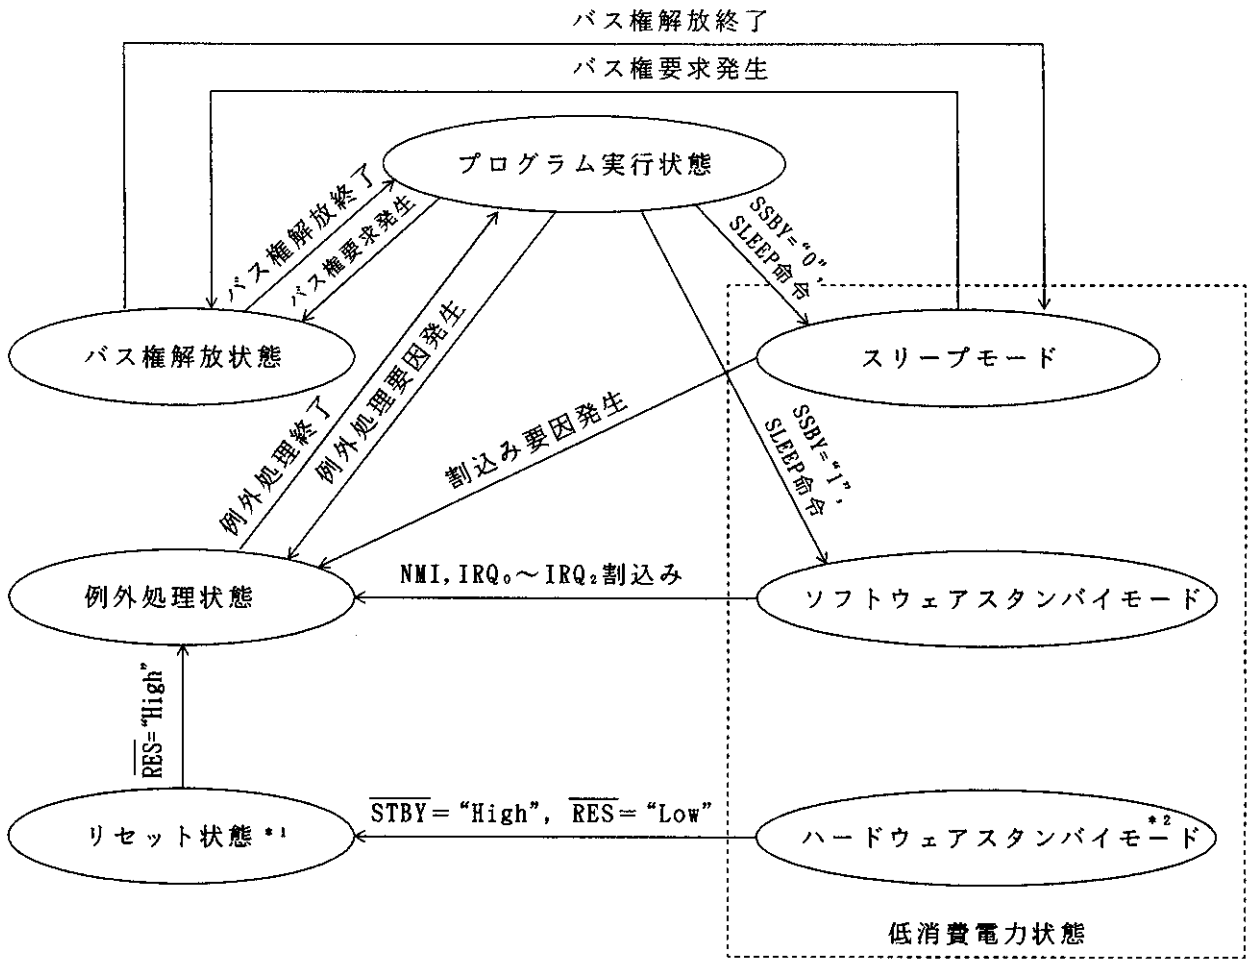 バス権解放終了
バス権要求発生
プログラム実行状態
バス権解放終了
バス権要求発生
SSBY=“0”,
SLEEP命令
バス権解放状態
スリープモード
例外処理終了
例外処理要因発生
割込み要因発生
SSBY=“1”,
SLEEP命令
例外処理状態
NMI, IRQ₀～IRQ₂割込み
ソフトウェアスタンバイモード
RES=“High”
リセット状態*1
STBY=“High”, RES=“Low”
ハードウェアスタンバイモード*2
低消費電力状態